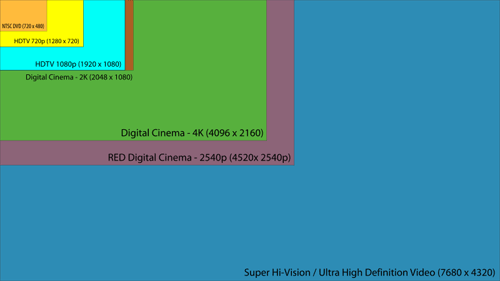 NTSC DVD (720 x 480)
HDTV 720p (1280 x 720)
HDTV 1080p (1920 x 1080)
Digital Cinema - 2K (2048 x 1080)
Digital Cinema - 4K (4096 x 2160)
RED Digital Cinema - 2540p (4520x 2540p)
Super Hi-Vision / Ultra High Definition Video (7680 x 4320)